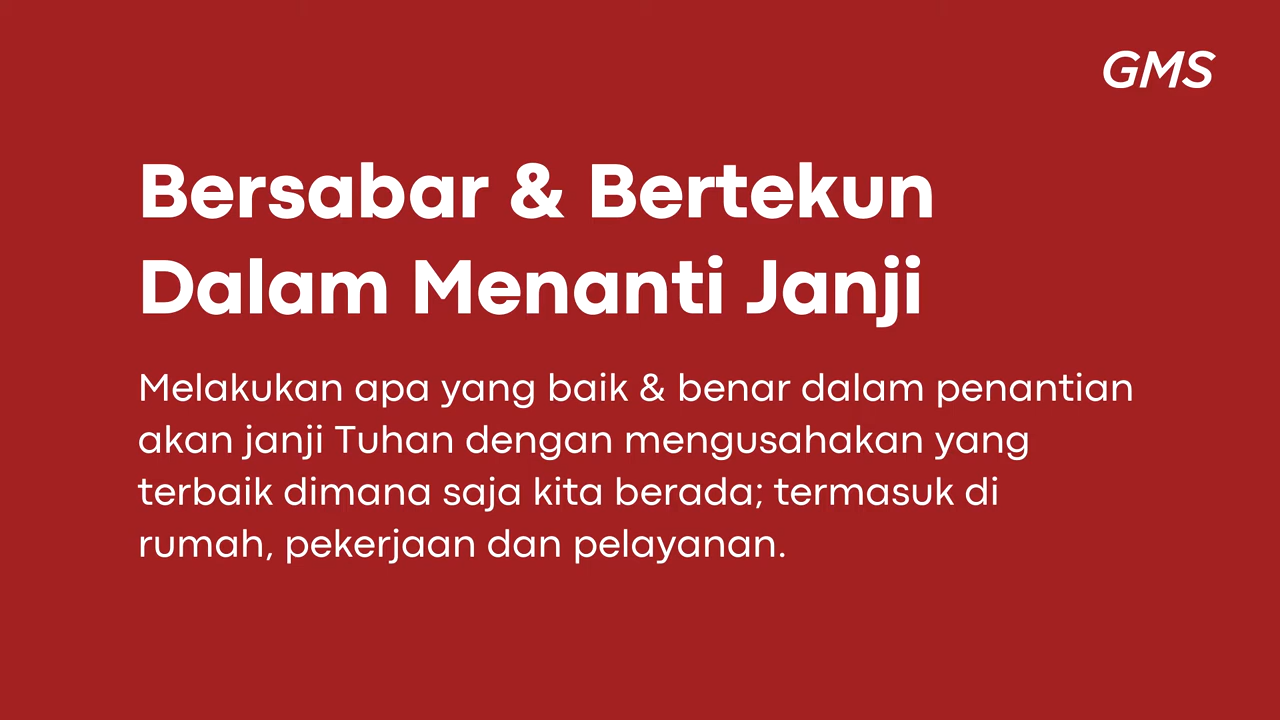 GMS
Bersabar & Bertekun
Dalam Menanti Janji
Melakukan apa yang baik & benar dalam penantian
akan janji Tuhan dengan mengusahakan yang
terbaik dimana saja kita berada; termasuk di
rumah, pekerjaan dan pelayanan.